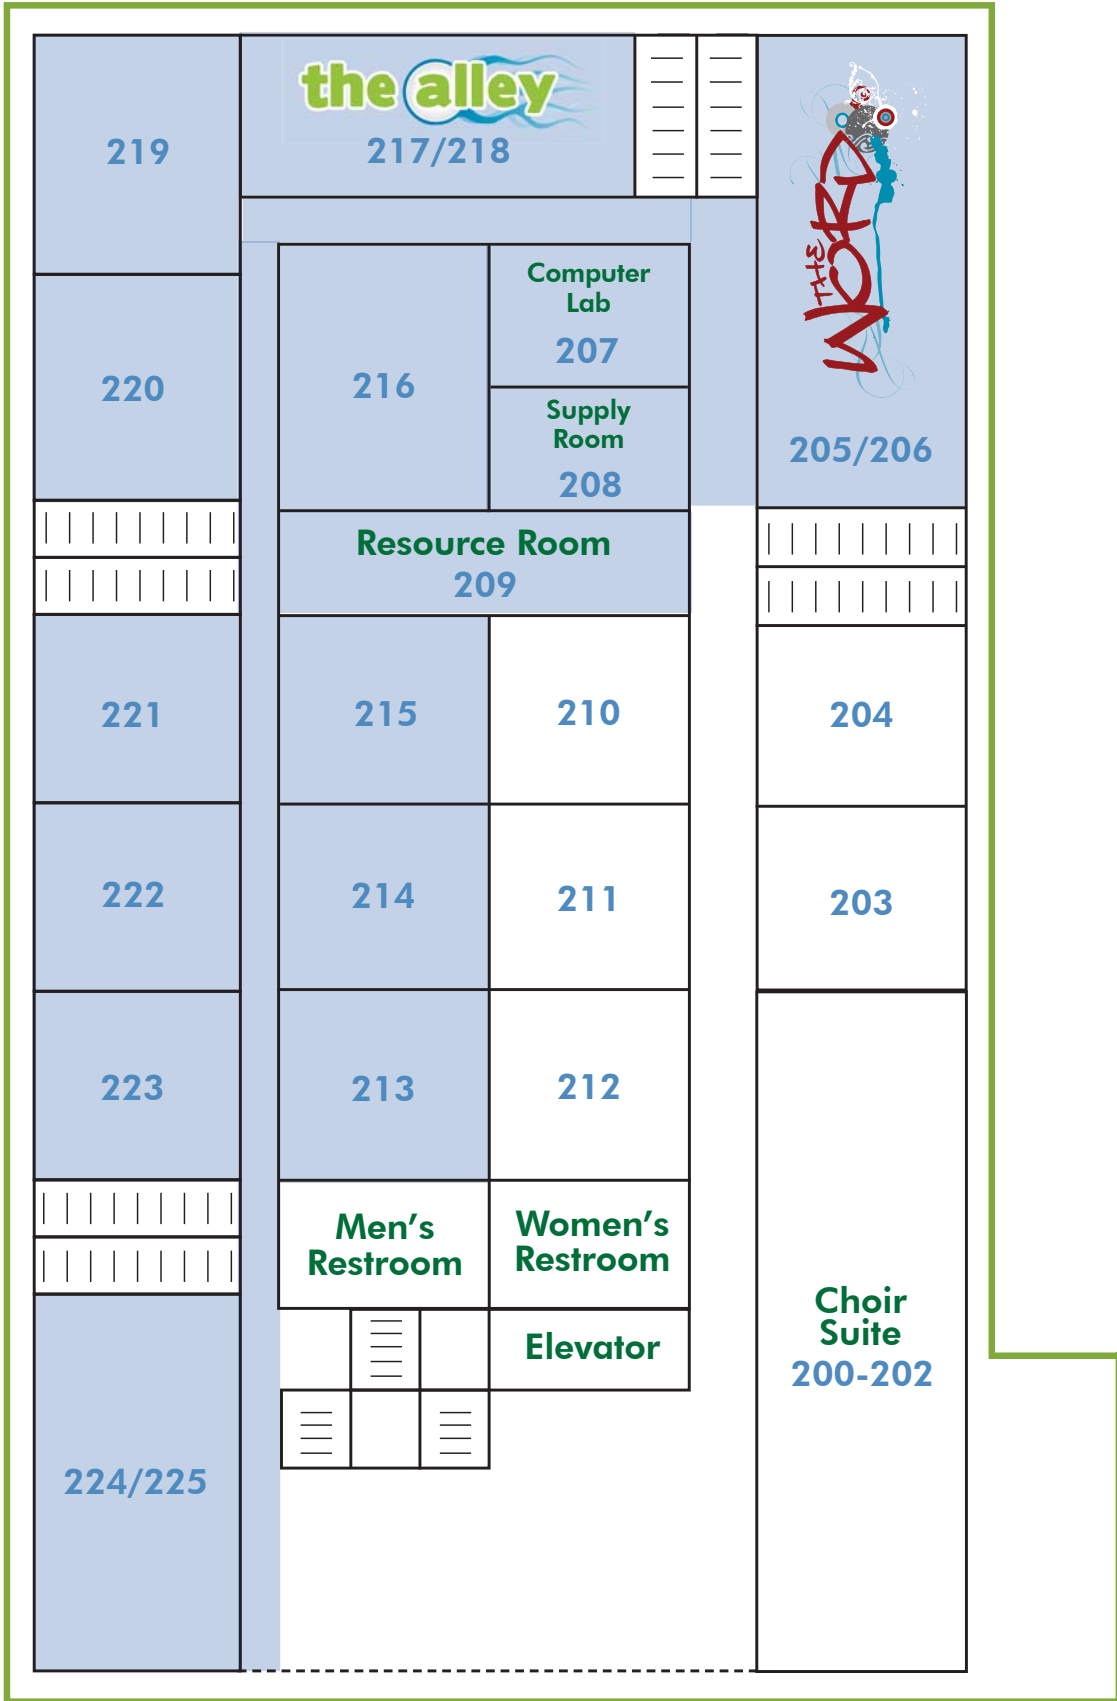 the alley
219
217/218
THE
WORD
Computer
Lab
207
220
216
Supply
Room
208
205/206
Resource Room
209
221
215
210
204
222
214
211
203
223
213
212
Men's
Restroom
Women's
Restroom
Elevator
Choir
Suite
200-202
224/225